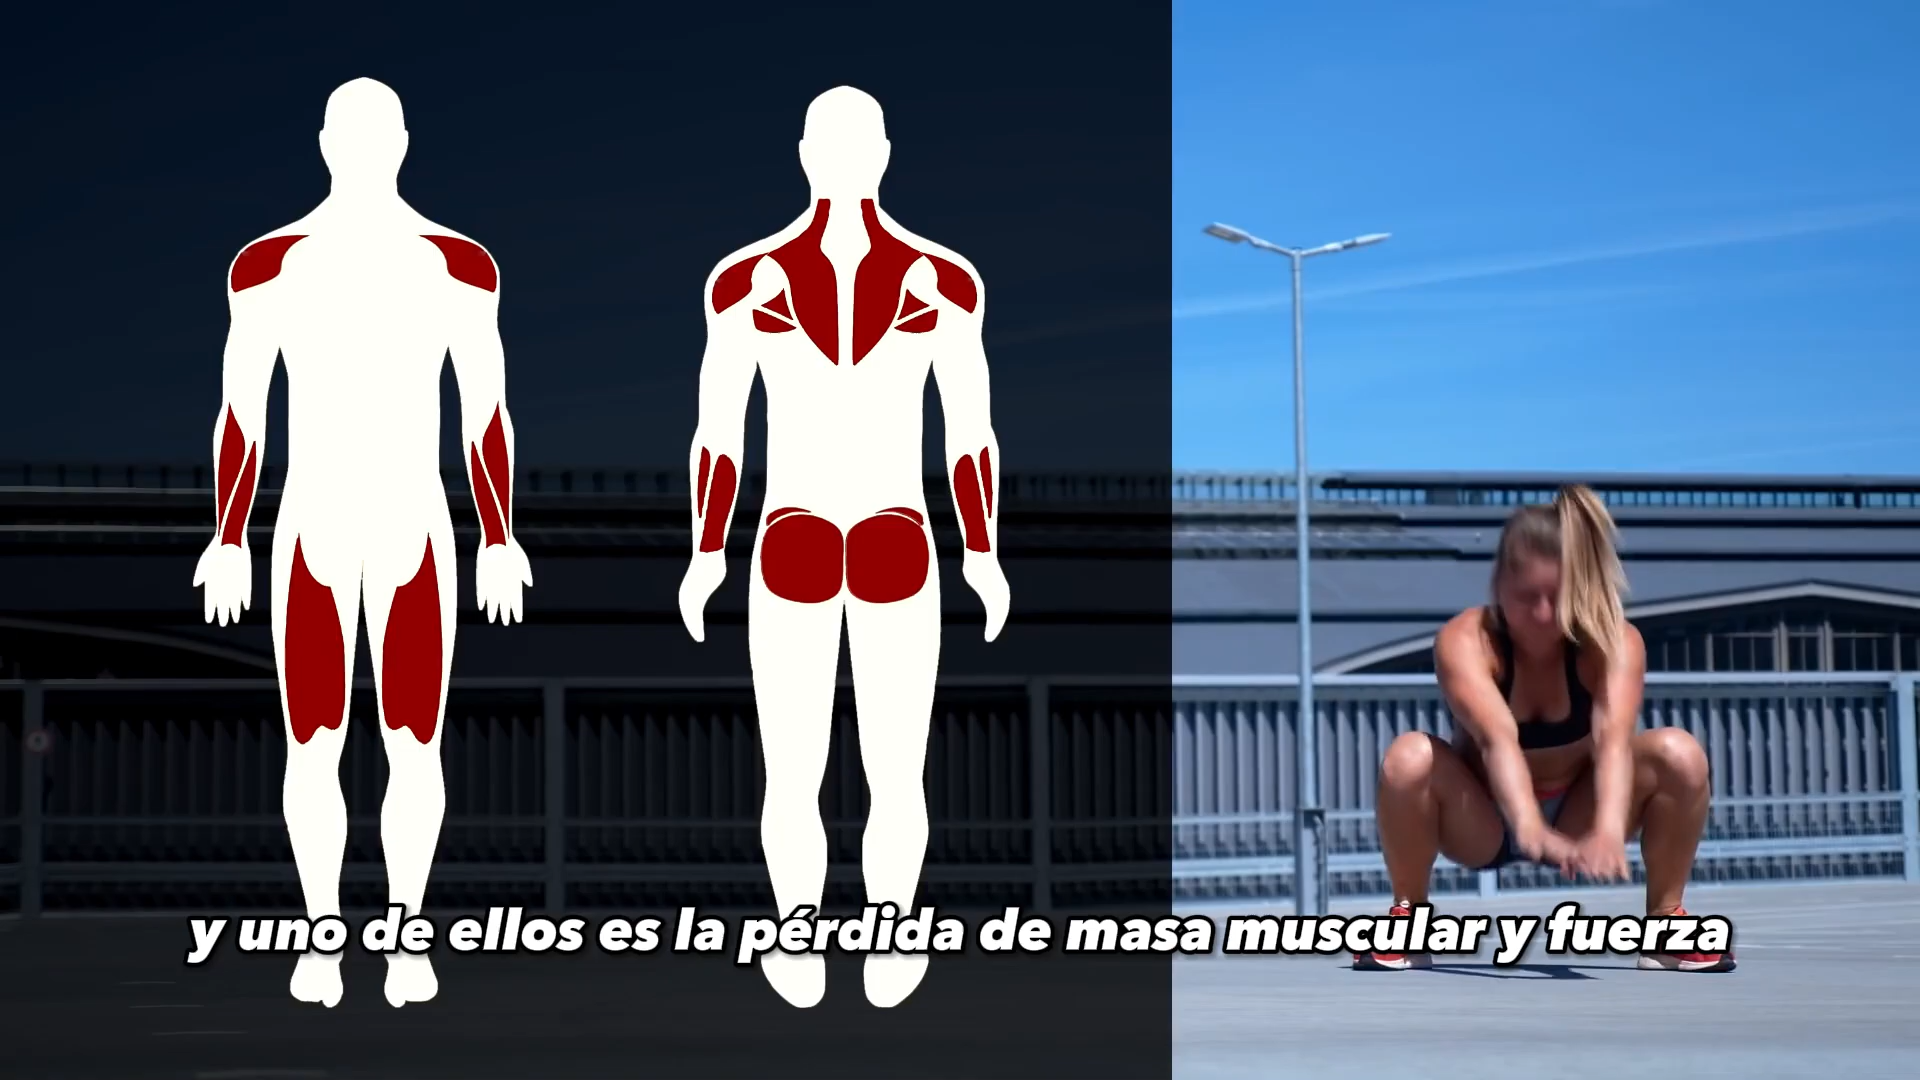 y uno de ellos es la pérdida de masa muscular y fuerza